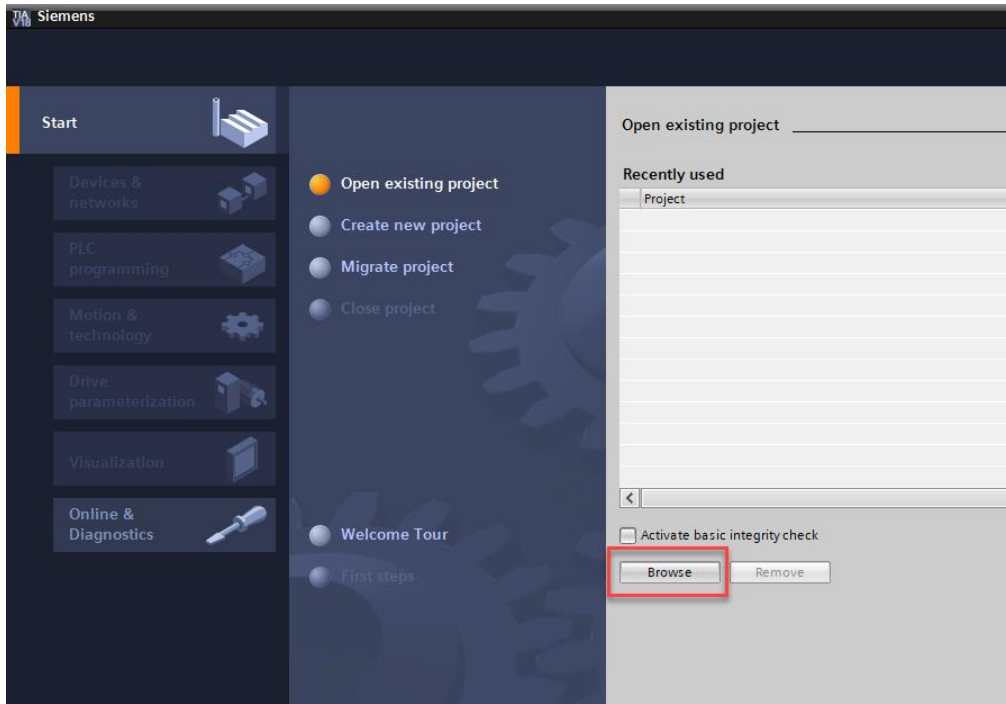 TIA V18 Siemens
Start
Devices &
networks
PLC
programming
Motion &
technology
Drive
parameterization
Visualization
Online &
Diagnostics
Open existing project
Create new project
Migrate project
Close project
Welcome Tour
First steps
Open existing project
Recently used
Project
Activate basic integrity check
Browse
Remove